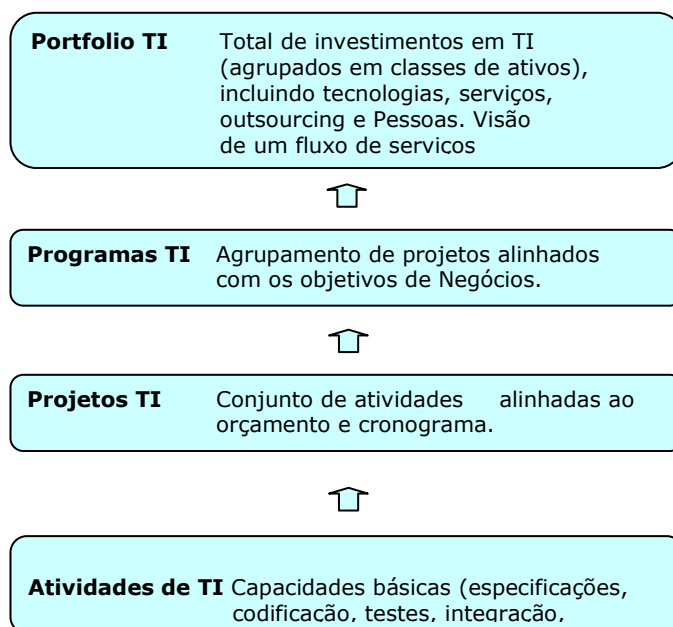 Portfolio TI Total de investimentos em TI
(agrupados em classes de ativos),
incluindo tecnologias, serviços,
outsourcing e Pessoas. Visão
de um fluxo de servicos
Programas TI Agrupamento de projetos alinhados
com os objetivos de Negócios.
Projetos TI Conjunto de atividades alinhadas ao
orçamento e cronograma.
Atividades de TI Capacidades básicas (especificações,
codificação, testes, integração,